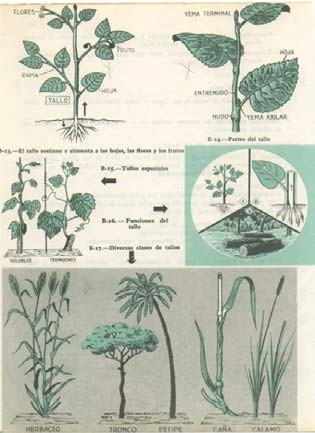 FLORES
FRUTO
RAMA
HOJA
TALLO
B-13.—El tallo sostiene y alimenta a las hojas, las flores y los frutos
YEMA TERMINAL
HOJA
ENTRENUDO
NUDO
YEMA AXILAR
B-14.—Partes del tallo
B-15.—Tallos especiales
B-16. — Funciones del
tallo
B-17.—Diversas clases de tallos
VOLUBLES
TREPADORES
HERBACEO
TRONCO
ESTIPE
CAÑA
CALAMO